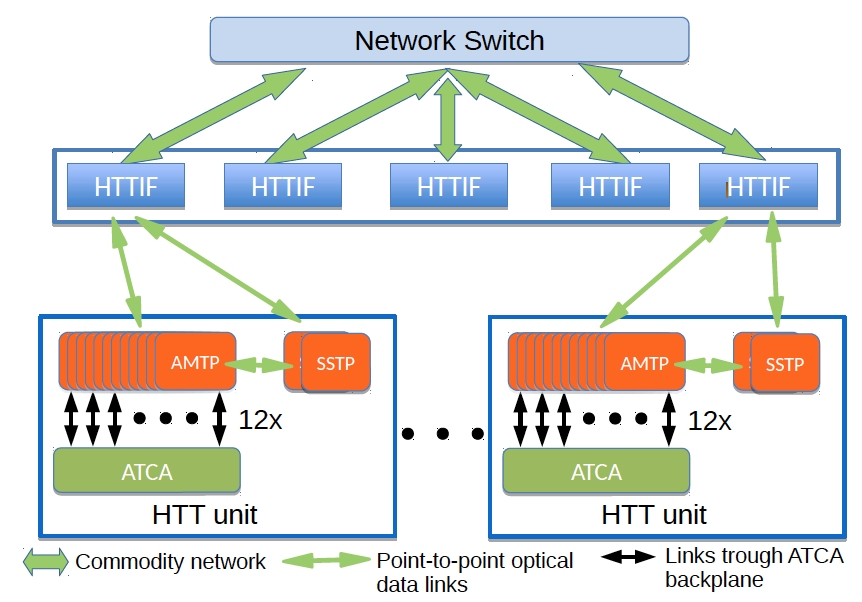 Network Switch
HTTIF HTTIF HTTIF HTTIF HTTIF
AMTP SSTP AMTP SSTP
12x 12x
ATCA ATCA
HTT unit HTT unit
Commodity network
Point-to-point optical
data links
Links trough ATCA
backplane